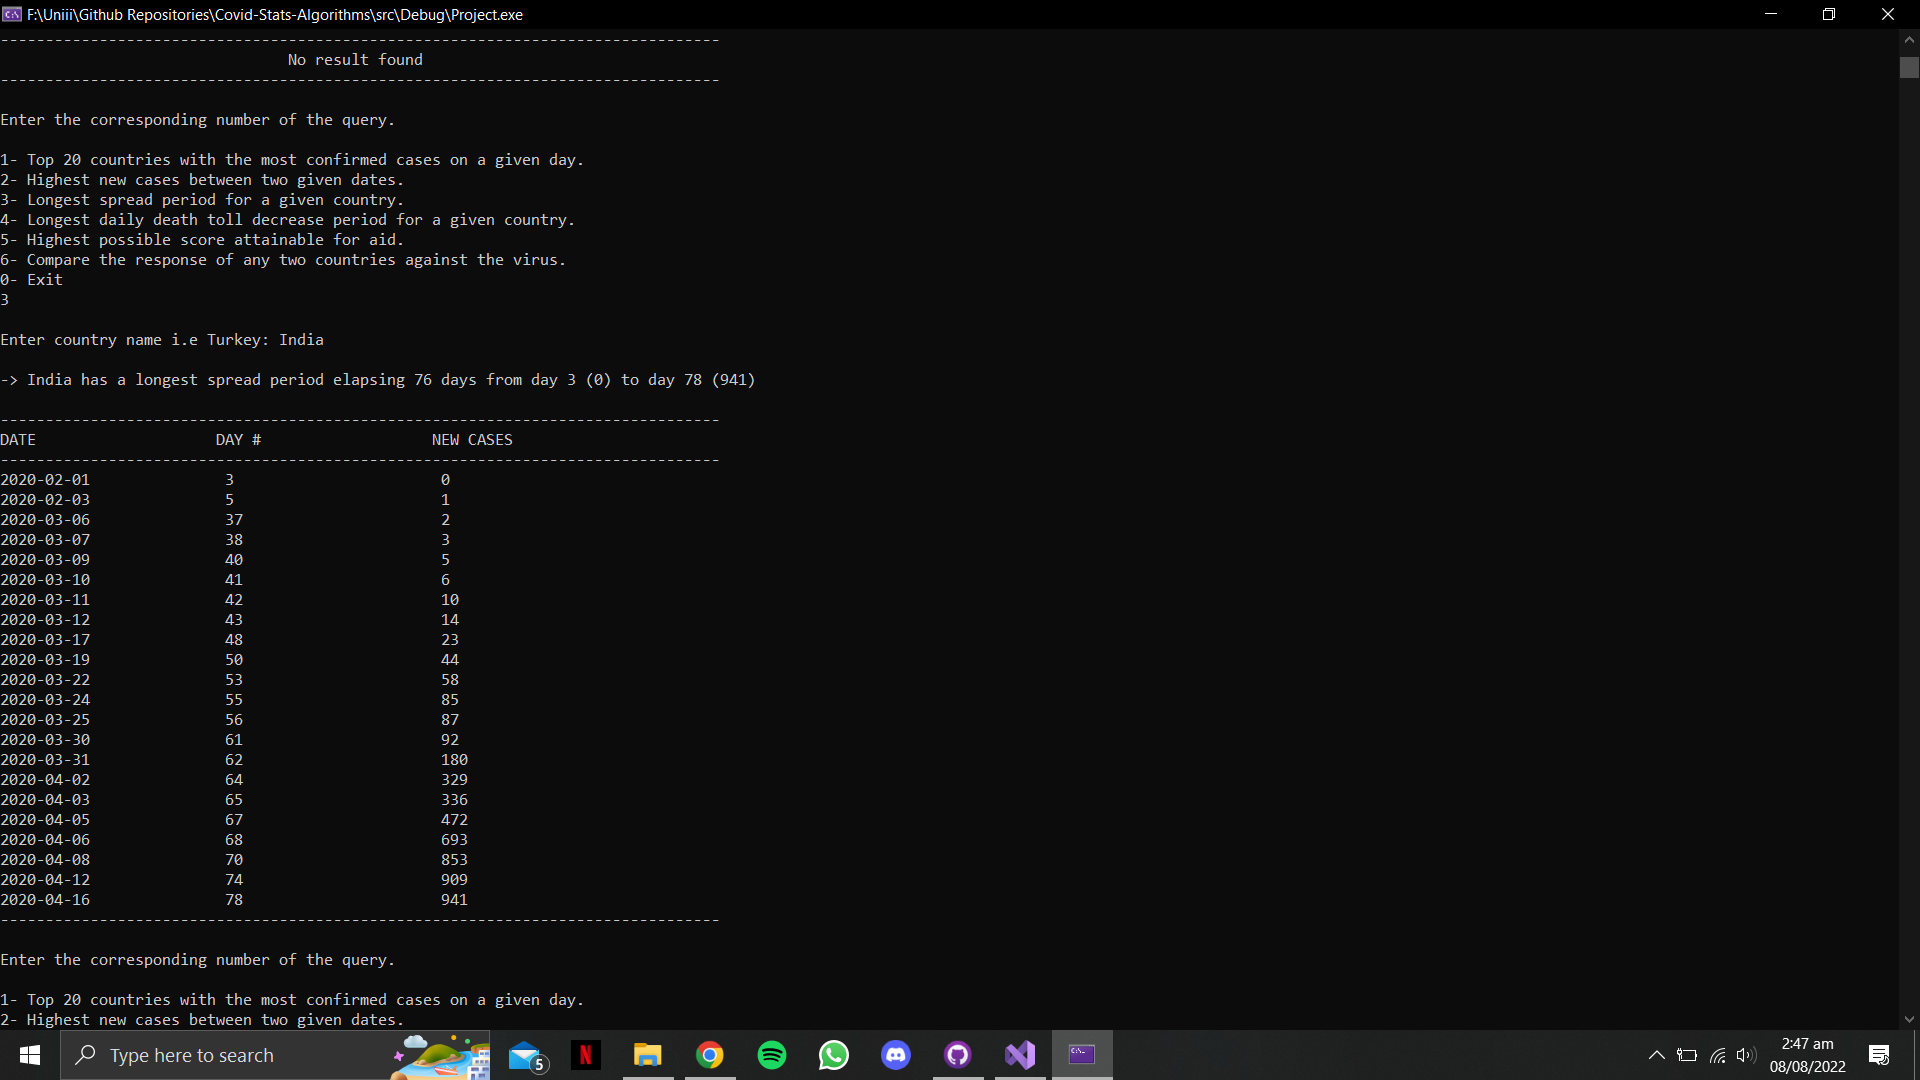 F:\Uniii\Github Repositories\Covid-Stats-Algorithms\src\Debug\Project.exe
--------------------------------------------------------------------------------
No result found
--------------------------------------------------------------------------------
Enter the corresponding number of the query.
1- Top 20 countries with the most confirmed cases on a given day.
2- Highest new cases between two given dates.
3- Longest spread period for a given country.
4- Longest daily death toll decrease period for a given country.
5- Highest possible score attainable for aid.
6- Compare the response of any two countries against the virus.
0- Exit
3
Enter country name i.e Turkey: India
-> India has a longest spread period elapsing 76 days from day 3 (0) to day 78 (941)
--------------------------------------------------------------------------------
DATE DAY # NEW CASES
--------------------------------------------------------------------------------
2020-02-01 3 0
2020-02-03 5 1
2020-03-06 37 2
2020-03-07 38 3
2020-03-09 40 5
2020-03-10 41 6
2020-03-11 42 10
2020-03-12 43 14
2020-03-17 48 23
2020-03-19 50 44
2020-03-22 53 58
2020-03-24 55 85
2020-03-25 56 87
2020-03-30 61 92
2020-03-31 62 180
2020-04-02 64 329
2020-04-03 65 336
2020-04-05 67 472
2020-04-06 68 693
2020-04-08 70 853
2020-04-12 74 909
2020-04-16 78 941
--------------------------------------------------------------------------------
Enter the corresponding number of the query.
1- Top 20 countries with the most confirmed cases on a given day.
2- Highest new cases between two given dates.
Type here to search
5
N
2:47 am
08/08/2022